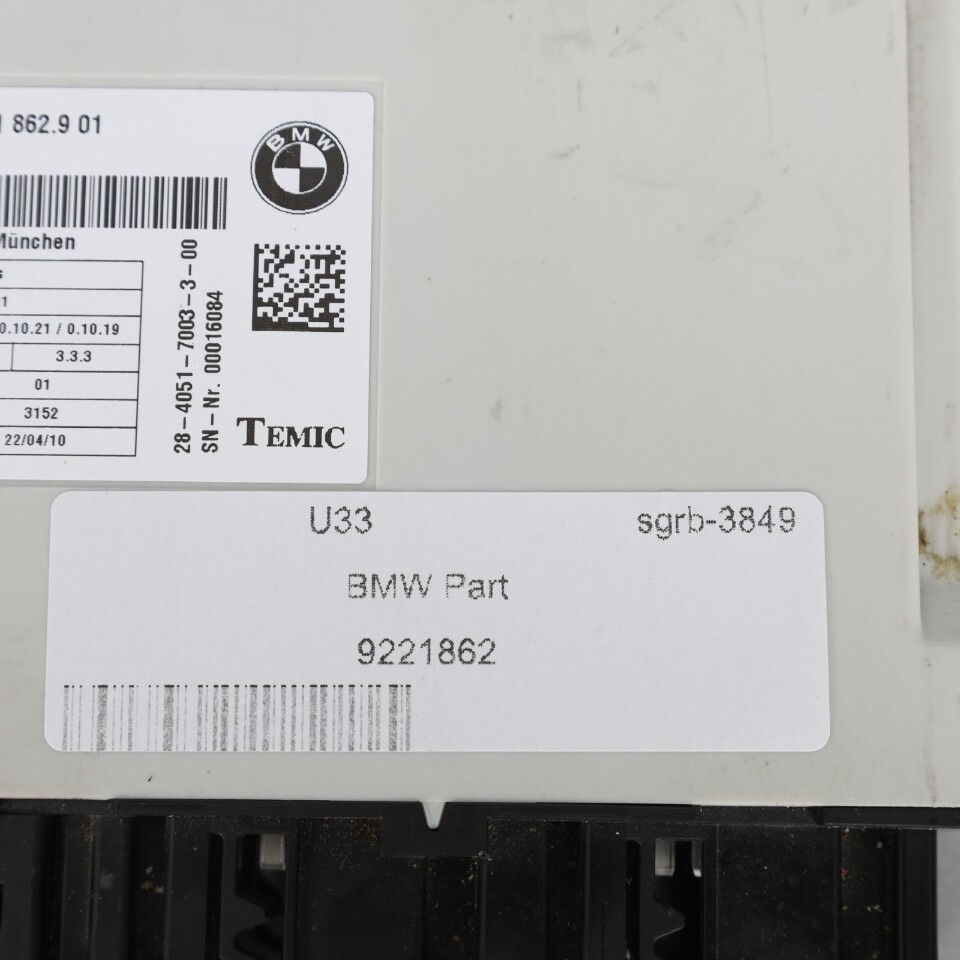 862.9 01
BMW
München
0.10.21 / 0.10.19
3.3.3
01
3152
22/04/10
28-4051-7003-3-00
SN-Nr. 00016084
TEMIC
U33 sgrb-3849
BMW Part
9221862